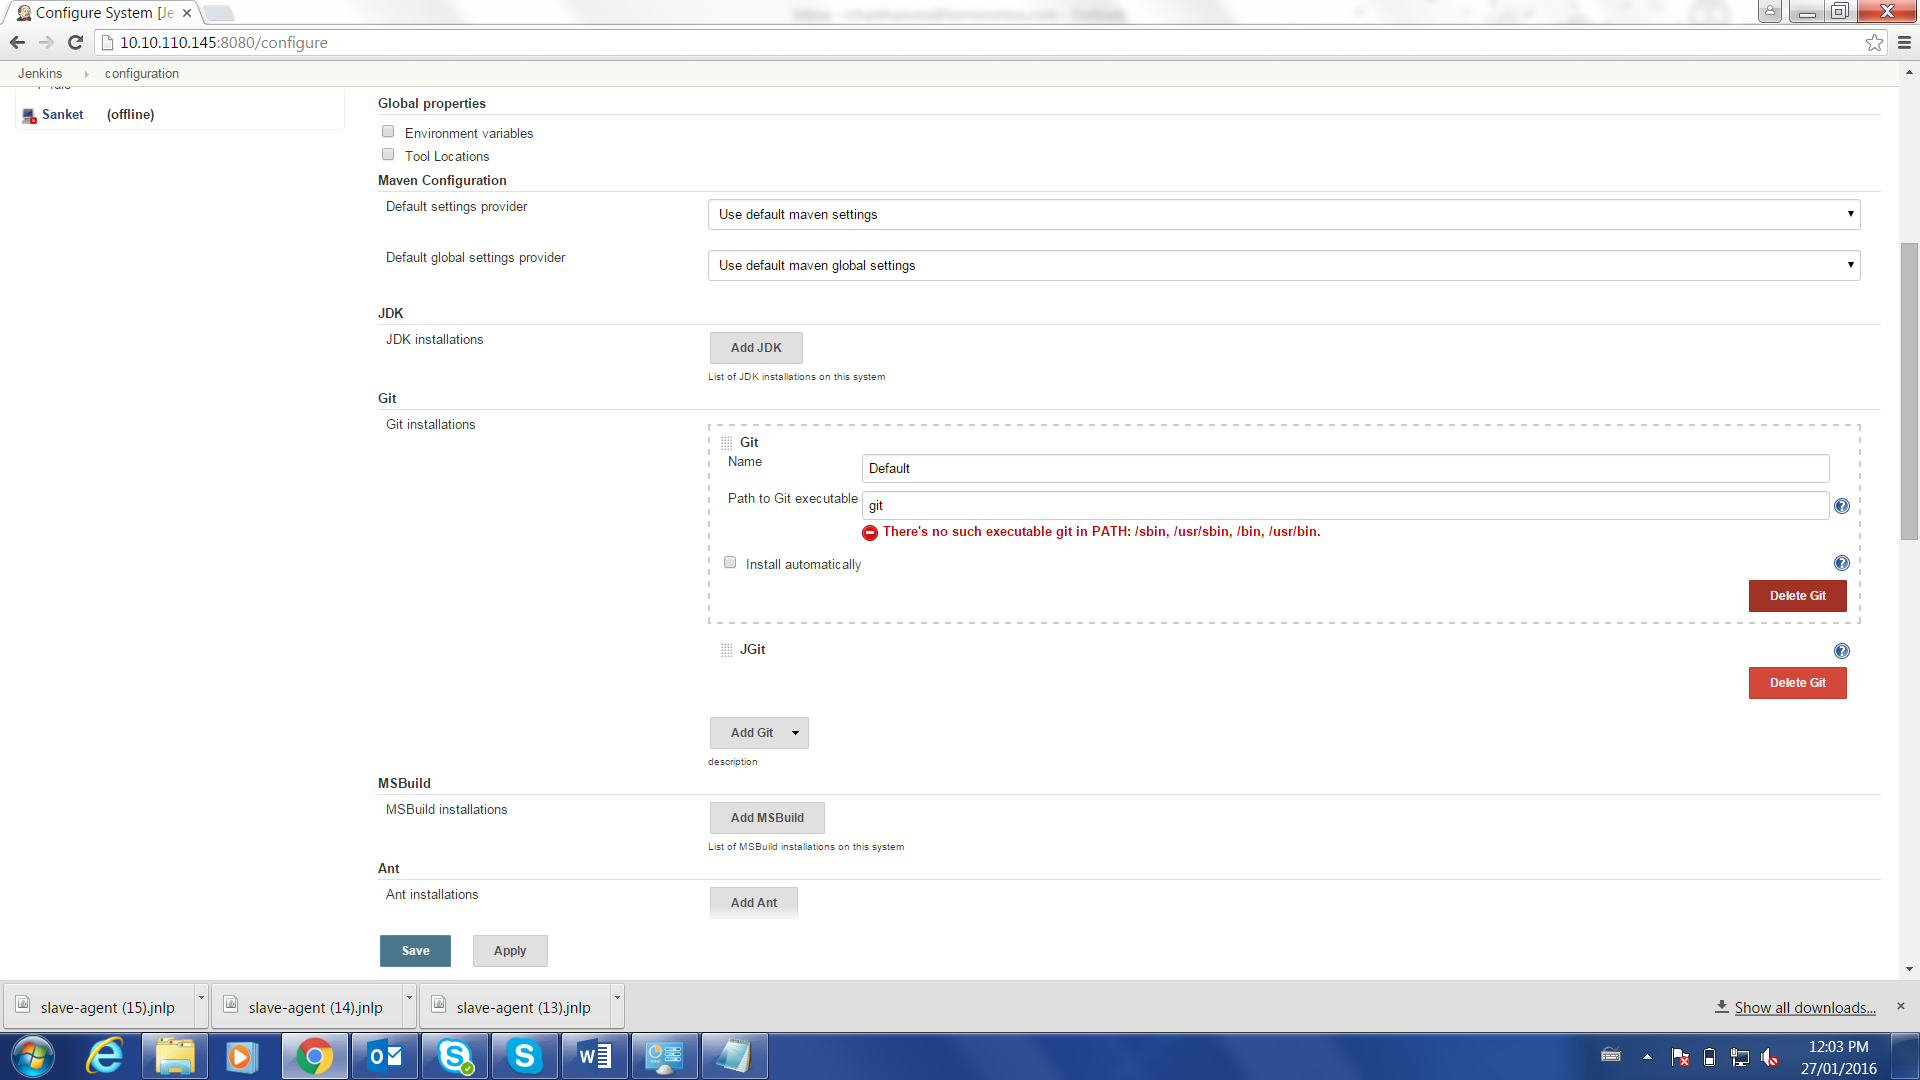 Configure System [Je
10.10.110.145:8080/configure
Jenkins
configuration
Sanket (offline)
Global properties
Environment variables
Tool Locations
Maven Configuration
Default settings provider
Use default maven settings
Default global settings provider
Use default maven global settings
JDK
JDK installations
Add JDK
List of JDK installations on this system
Git
Git installations
Git
Name
Default
Path to Git executable
git
There's no such executable git in PATH: /sbin, /usr/sbin, /bin, /usr/bin.
Install automatically
Delete Git
JGit
Delete Git
Add Git
description
MSBuild
MSBuild installations
Add MSBuild
List of MSBuild installations on this system
Ant
Ant installations
Add Ant
Save
Apply
slave-agent (15).jnlp
slave-agent (14).jnlp
slave-agent (13).jnlp
Show all downloads...
12:03 PM
27/01/2016